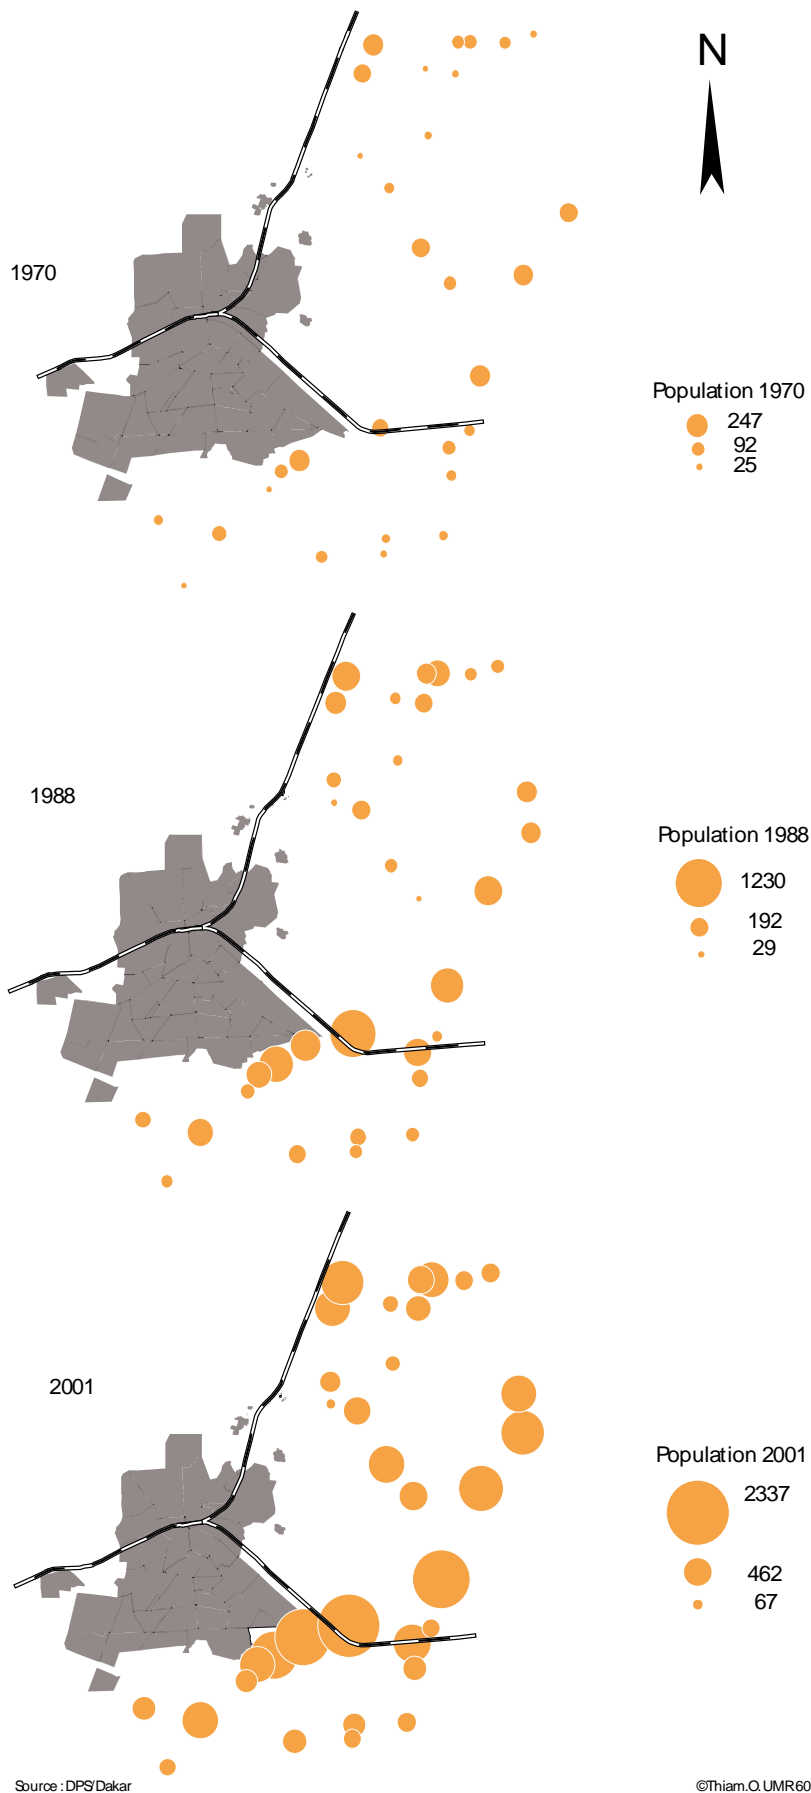 N
1970
Population 1970
247
92
25
1988
Population 1988
1230
192
29
2001
Population 2001
2337
462
67
Source : DPS/Dakar
©Thiam.O. UMR60